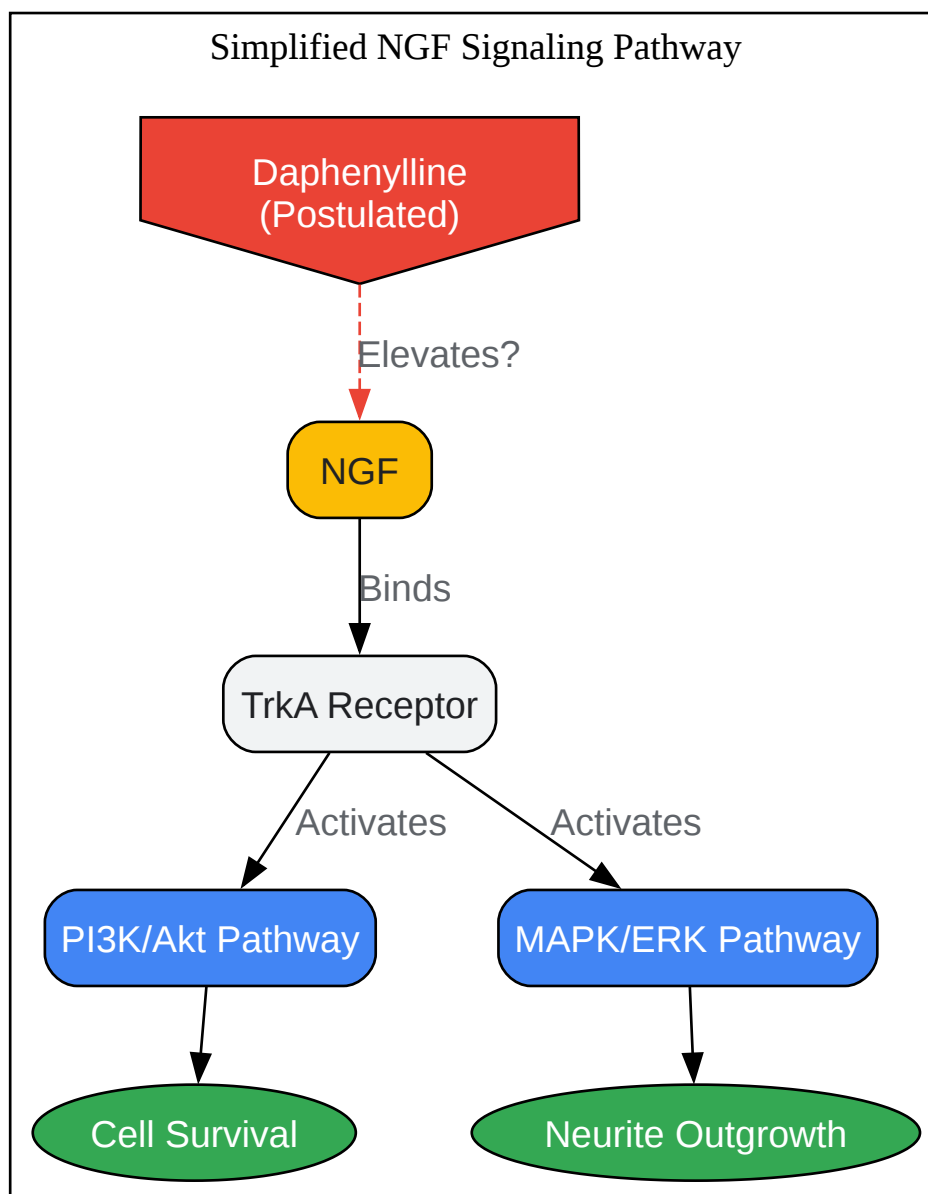 Simplified NGF Signaling Pathway
Daphenylline
(Postulated)
Elevates?
NGF
Binds
TrkA Receptor
Activates
Activates
PI3K/Akt Pathway
MAPK/ERK Pathway
Cell Survival
Neurite Outgrowth